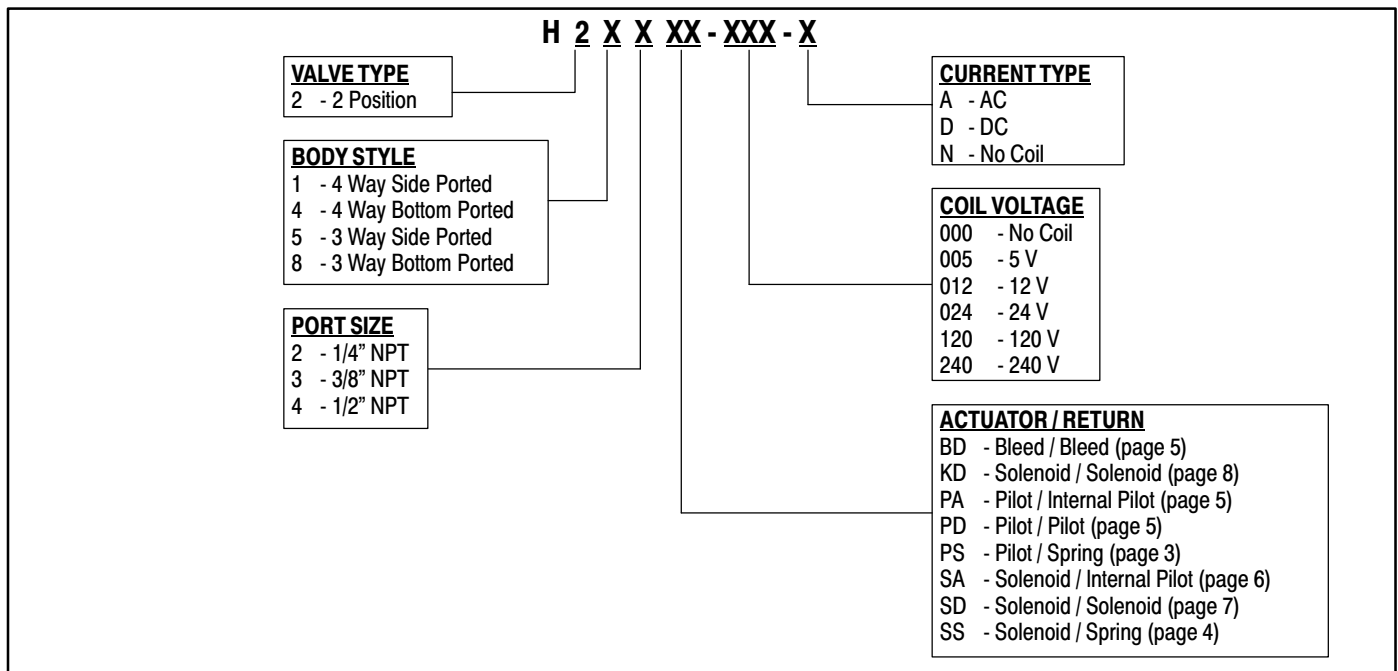 H 2 X X XX - XXX - X
VALVE TYPE
2 - 2 Position
BODY STYLE
1 - 4 Way Side Ported
4 - 4 Way Bottom Ported
5 - 3 Way Side Ported
8 - 3 Way Bottom Ported
PORT SIZE
2 - 1/4” NPT
3 - 3/8” NPT
4 - 1/2” NPT
CURRENT TYPE
A - AC
D - DC
N - No Coil
COIL VOLTAGE
000 - No Coil
005 - 5 V
012 - 12 V
024 - 24 V
120 - 120 V
240 - 240 V
ACTUATOR / RETURN
BD - Bleed / Bleed (page 5)
KD - Solenoid / Solenoid (page 8)
PA - Pilot / Internal Pilot (page 5)
PD - Pilot / Pilot (page 5)
PS - Pilot / Spring (page 3)
SA - Solenoid / Internal Pilot (page 6)
SD - Solenoid / Solenoid (page 7)
SS - Solenoid / Spring (page 4)